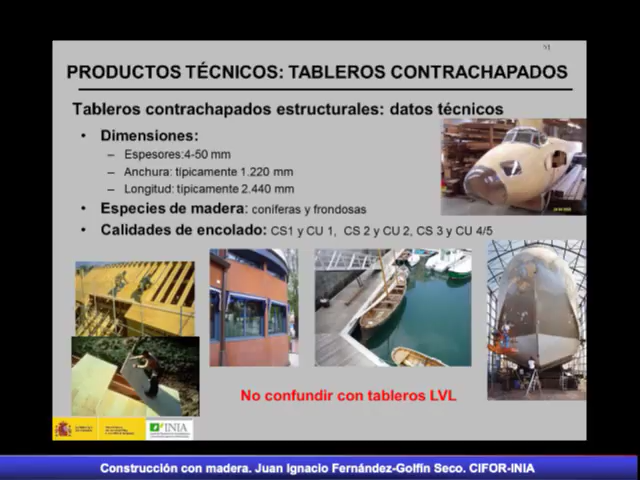 PRODUCTOS TÉCNICOS: TABLEROS CONTRACHAPADOS
Tableros contrachapados estructurales: datos técnicos
• Dimensiones:
– Espesores:4-50 mm
– Anchura: típicamente 1.220 mm
– Longitud: típicamente 2.440 mm
• Especies de madera: coníferas y frondosas
• Calidades de encolado: CS1 y CU 1, CS 2 y CU 2, CS 3 y CU 4/5
No confundir con tableros LVL
INIA
Construcción con madera. Juan Ignacio Fernández-Golfín Seco. CIFOR-INIA